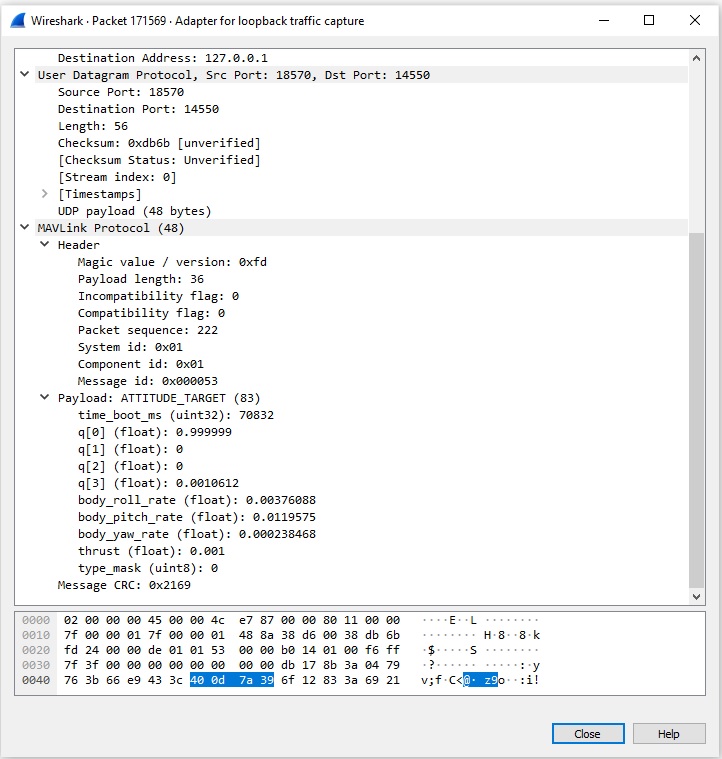 Wireshark · Packet 171569 · Adapter for loopback traffic capture
Destination Address: 127.0.0.1
User Datagram Protocol, Src Port: 18570, Dst Port: 14550
Source Port: 18570
Destination Port: 14550
Length: 56
Checksum: 0xdb6b [unverified]
[Checksum Status: Unverified]
[Stream index: 0]
[Timestamps]
UDP payload (48 bytes)
MAVLink Protocol (48)
Header
Magic value / version: 0xfd
Payload length: 36
Incompatibility flag: 0
Compatibility flag: 0
Packet sequence: 222
System id: 0x01
Component id: 0x01
Message id: 0x000053
Payload: ATTITUDE_TARGET (83)
time_boot_ms (uint32): 70832
q[0] (float): 0.999999
q[1] (float): 0
q[2] (float): 0
q[3] (float): 0.0010612
body_roll_rate (float): 0.00376088
body_pitch_rate (float): 0.0119575
body_yaw_rate (float): 0.000238468
thrust (float): 0.001
type_mask (uint8): 0
Message CRC: 0x2169
0000 02 00 00 00 45 00 00 4c e7 87 00 00 80 11 00 00 ····E··L ········
0010 7f 00 00 01 7f 00 00 01 48 8a 38 d6 00 38 db 6b ········ H·8··8·k
0020 fd 24 00 00 de 01 01 53 00 00 b0 14 01 00 f6 ff ·$·····S ········
0030 7f 3f 00 00 00 00 00 00 00 00 db 17 8b 3a 04 79 ·?······ ·····:·y
0040 76 3b 66 e9 43 3c 40 0d 7a 39 6f 12 83 3a 69 21 v;f·C<@· z9o··:i!
Close Help